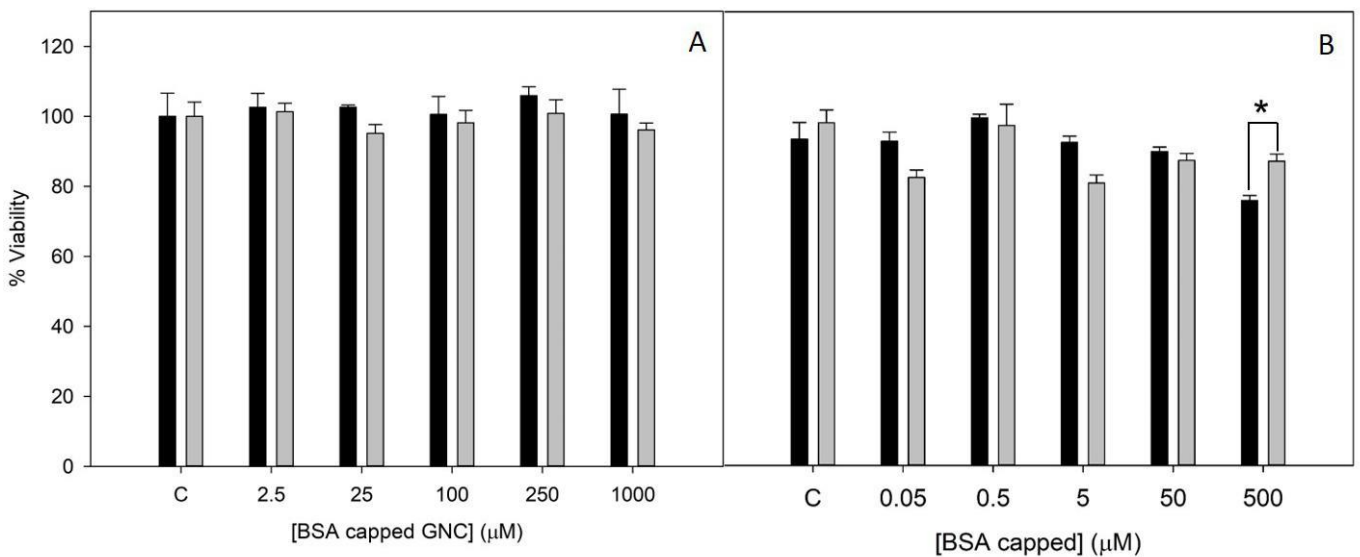 A
B
120
100
80
60
40
20
0
% Viability
*
C 2.5 25 100 250 1000
C 0.05 0.5 5 50 500
[BSA capped GNC] (μM)
[BSA capped] (μM)